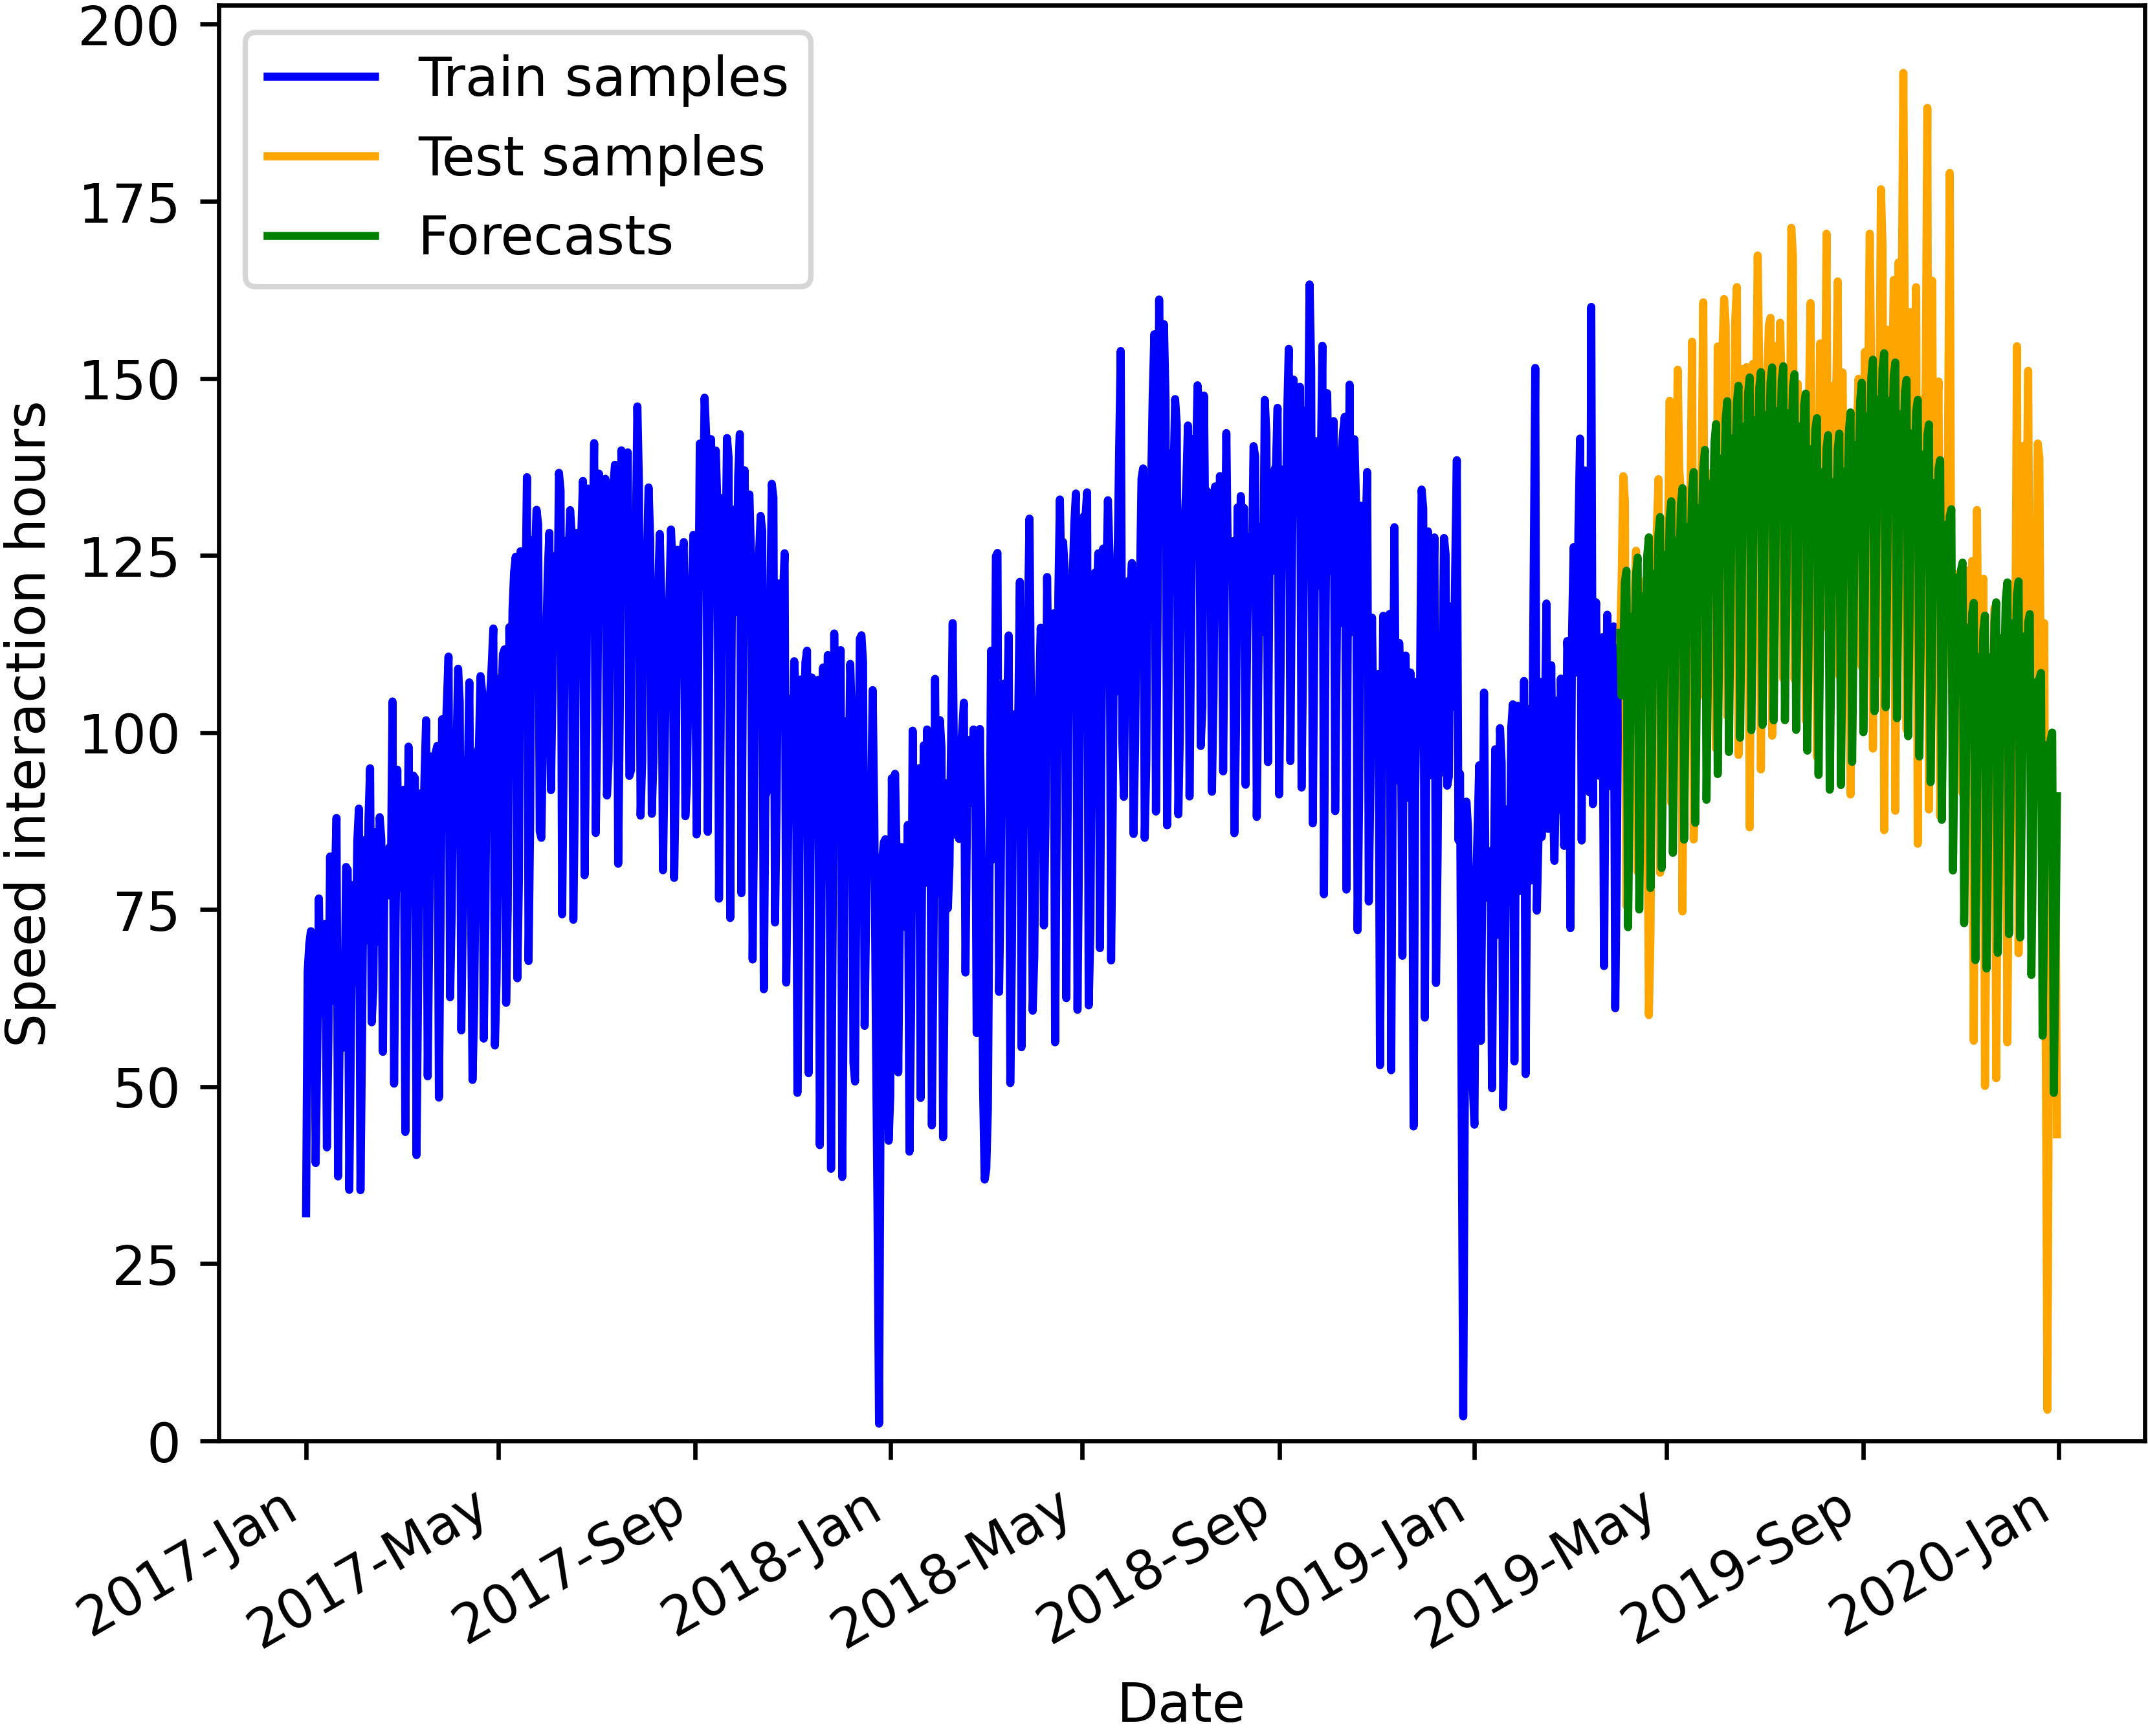 200
175
150
125
100
75
50
25
0
Speed interaction hours
Train samples
Test samples
Forecasts
2017-Jan
2017-May
2017-Sep
2018-Jan
2018-May
2018-Sep
2019-Jan
2019-May
2019-Sep
2020-Jan
Date